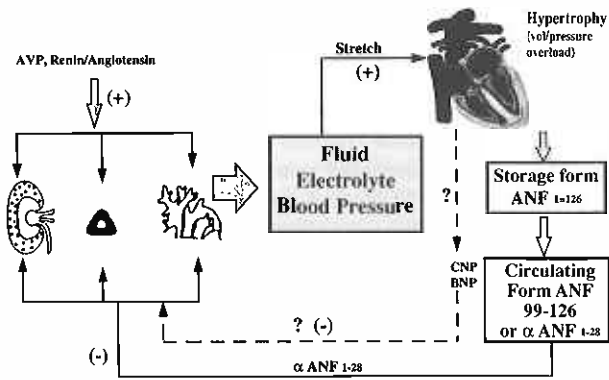 Hypertrophy
(vol/pressure
overload)
Stretch
(+)
AVP, Renin/Angiotensin
(+)
Fluid
Electrolyte
Blood Pressure
Storage form
ANF 1=126
?
CNP
BNP
Circulating
Form ANF
99-126
or α ANF 1-28
? (-)
(-)
α ANF 1-28